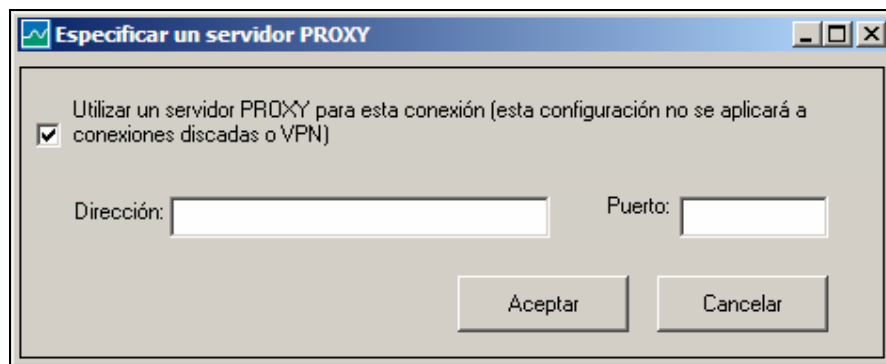 Especificar un servidor PROXY
Utilizar un servidor PROXY para esta conexión (esta configuración no se aplicará a
conexiones discadas o VPN)
Dirección: Puerto:
Aceptar Cancelar